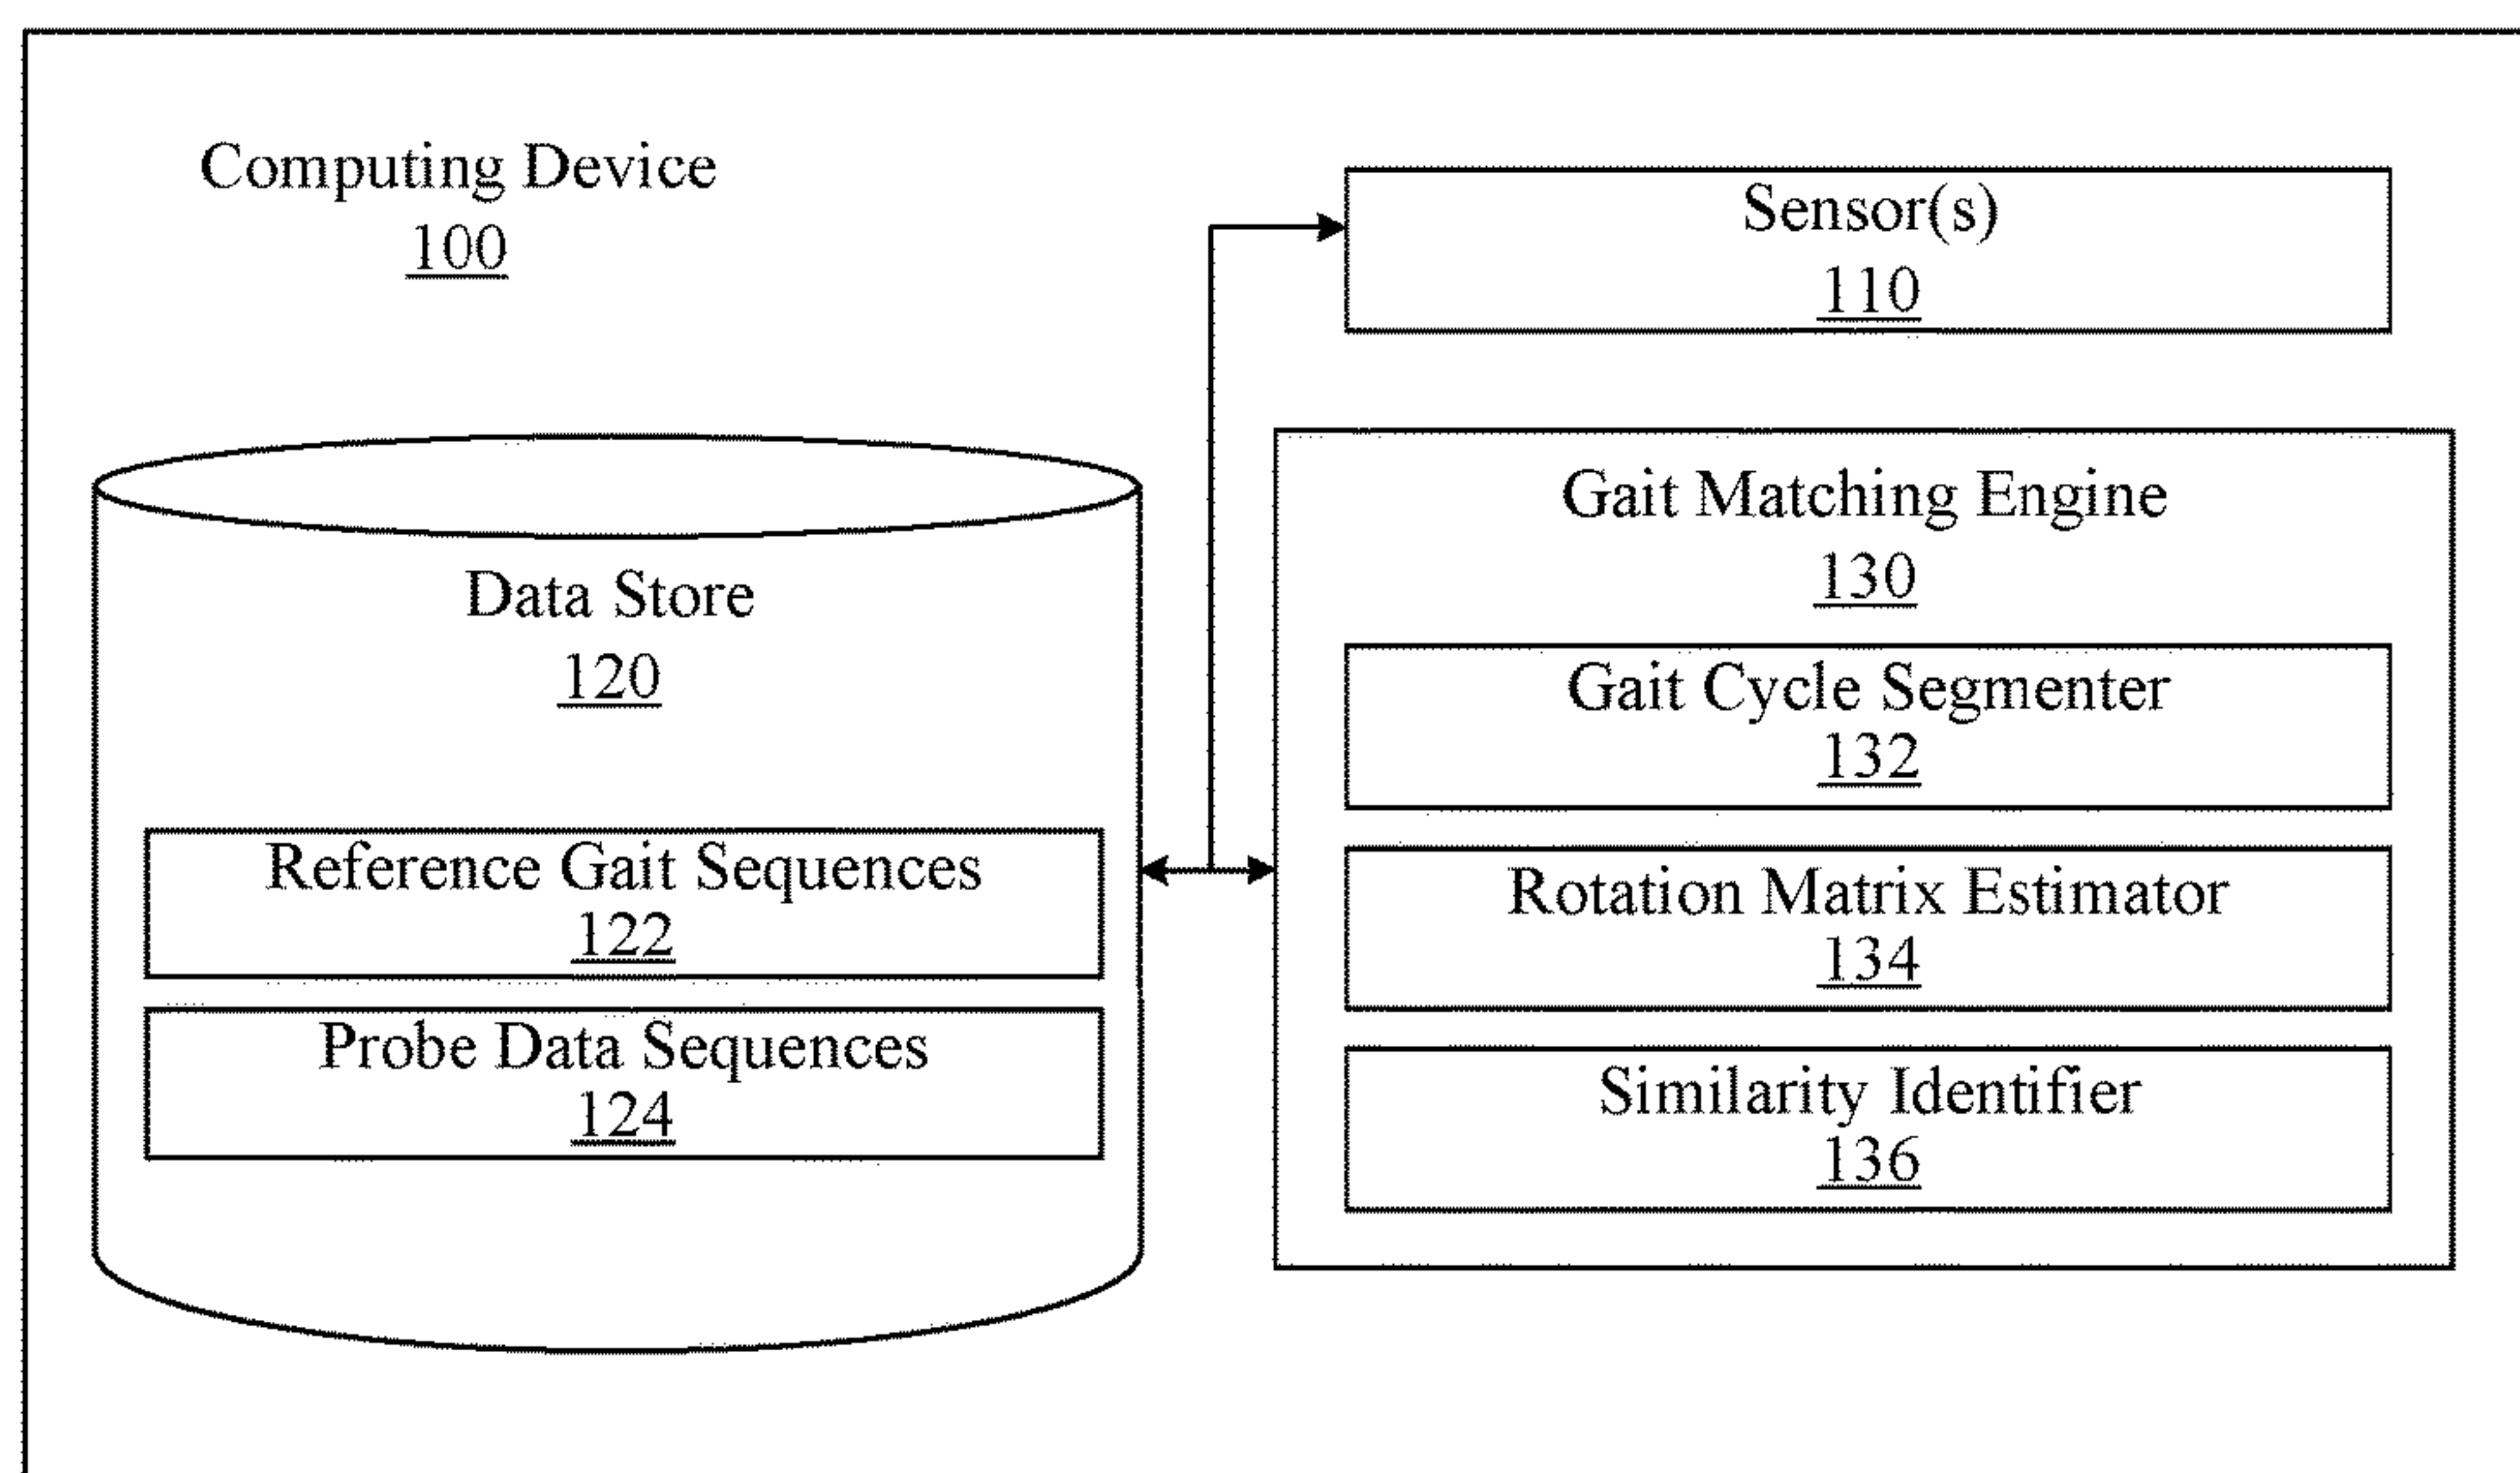 Computing Device
100
Sensor(s)
110
Data Store
120
Reference Gait Sequences
122
Probe Data Sequences
124
Gait Matching Engine
130
Gait Cycle Segmenter
132
Rotation Matrix Estimator
134
Similarity Identifier
136